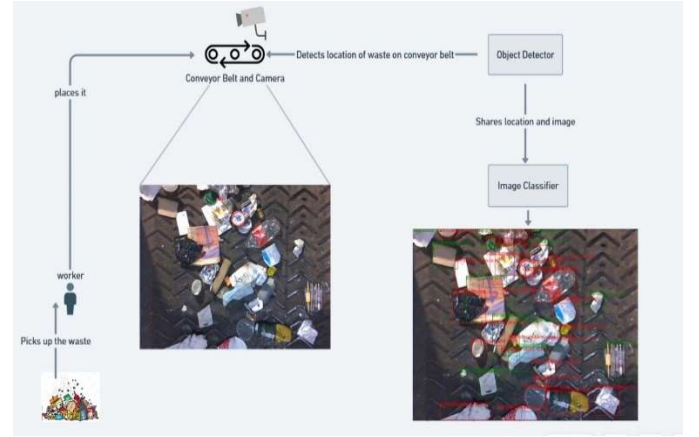 Detects location of waste on conveyor belt
Object Detector
Conveyor Belt and Camera
places it
Shares location and image
Image Classifier
worker
Picks up the waste